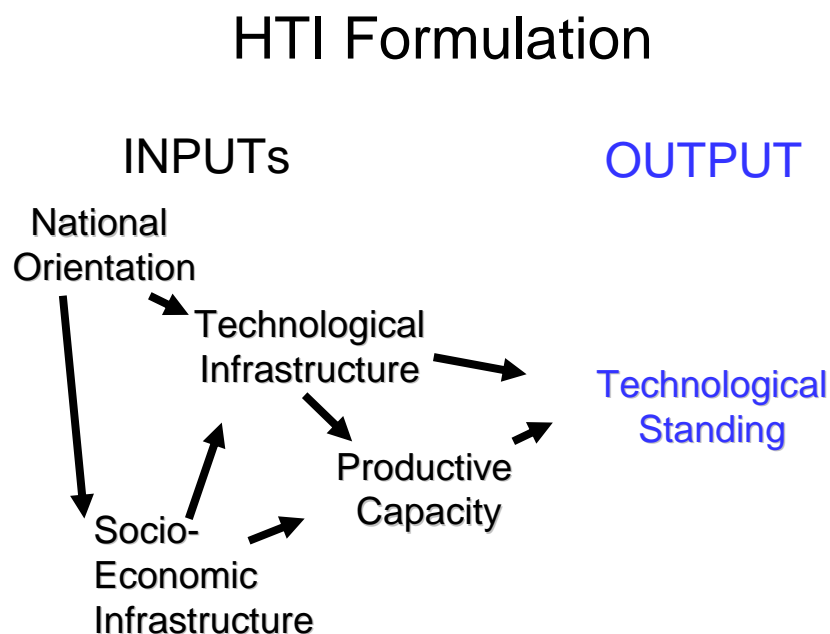 HTI Formulation
INPUTs
OUTPUT
National
Orientation
Technological
Infrastructure
Technological
Standing
Productive
Capacity
Socio-
Economic
Infrastructure